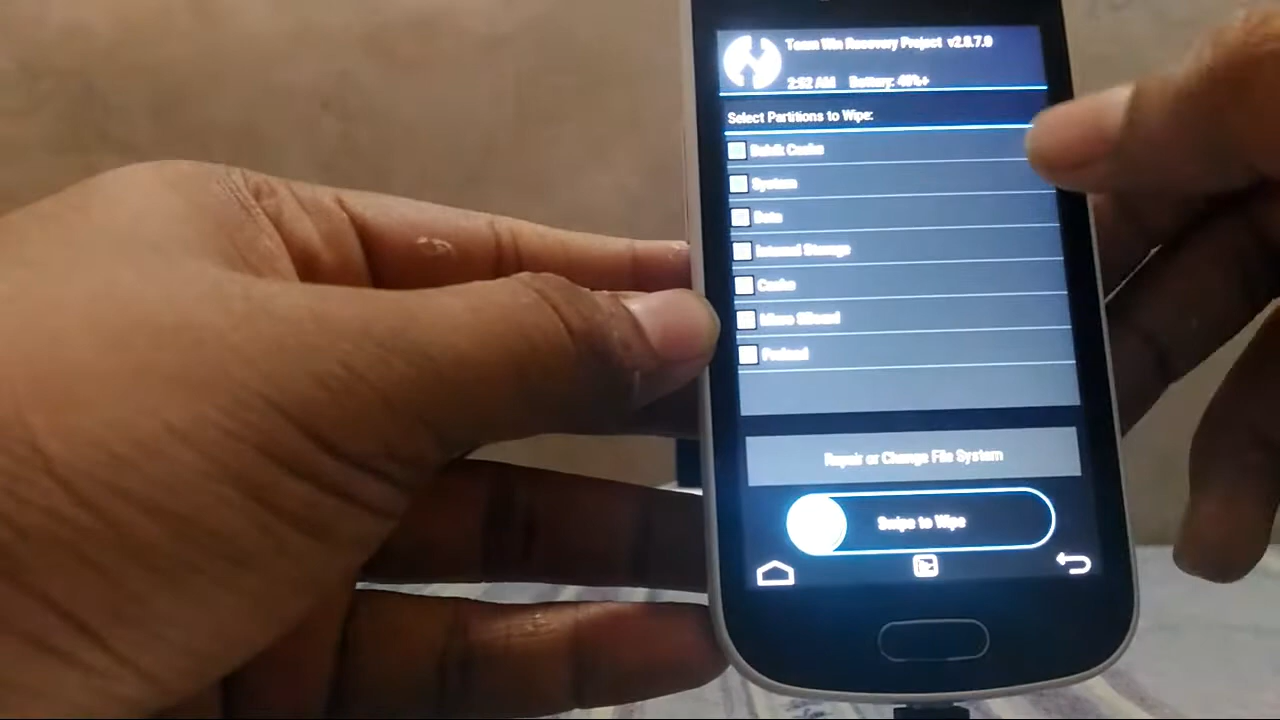 Team Win Recovery Project v2.8.7.0
2:52 AM Battery: 46%+
Select Partitions to Wipe:
Dalvik Cache
System
Data
Internal Storage
Cache
Micro SDcard
Preload
Repair or Change File System
Swipe to Wipe